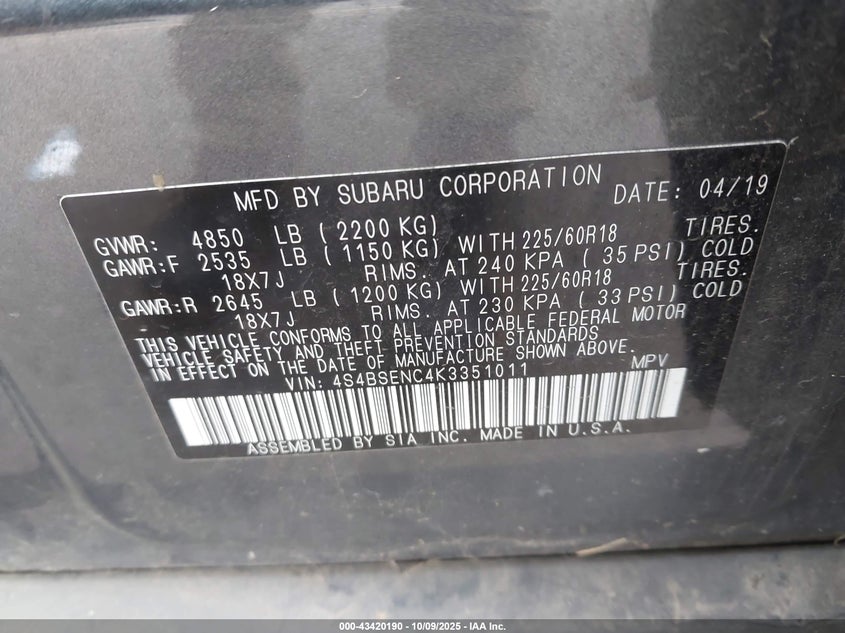 MFD BY SUBARU CORPORATION DATE: 04/19
GVWR: 4850 LB (2200 KG)
GAWR:F 2535 LB (1150 KG) WITH 225/60R18 TIRES.
18X7J RIMS. AT 240 KPA (35 PSI) COLD
GAWR:R 2645 LB (1200 KG) WITH 225/60R18 TIRES.
18X7J RIMS. AT 230 KPA (33 PSI) COLD
THIS VEHICLE CONFORMS TO ALL APPLICABLE FEDERAL MOTOR
VEHICLE SAFETY AND THEFT PREVENTION STANDARDS
IN EFFECT ON THE DATE OF MANUFACTURE SHOWN ABOVE.
VIN: 4S4BSENC4K3351011 MPV
ASSEMBLED BY SIA INC. MADE IN U.S.A.
000-43420190 - 10/09/2025 - IAA Inc.